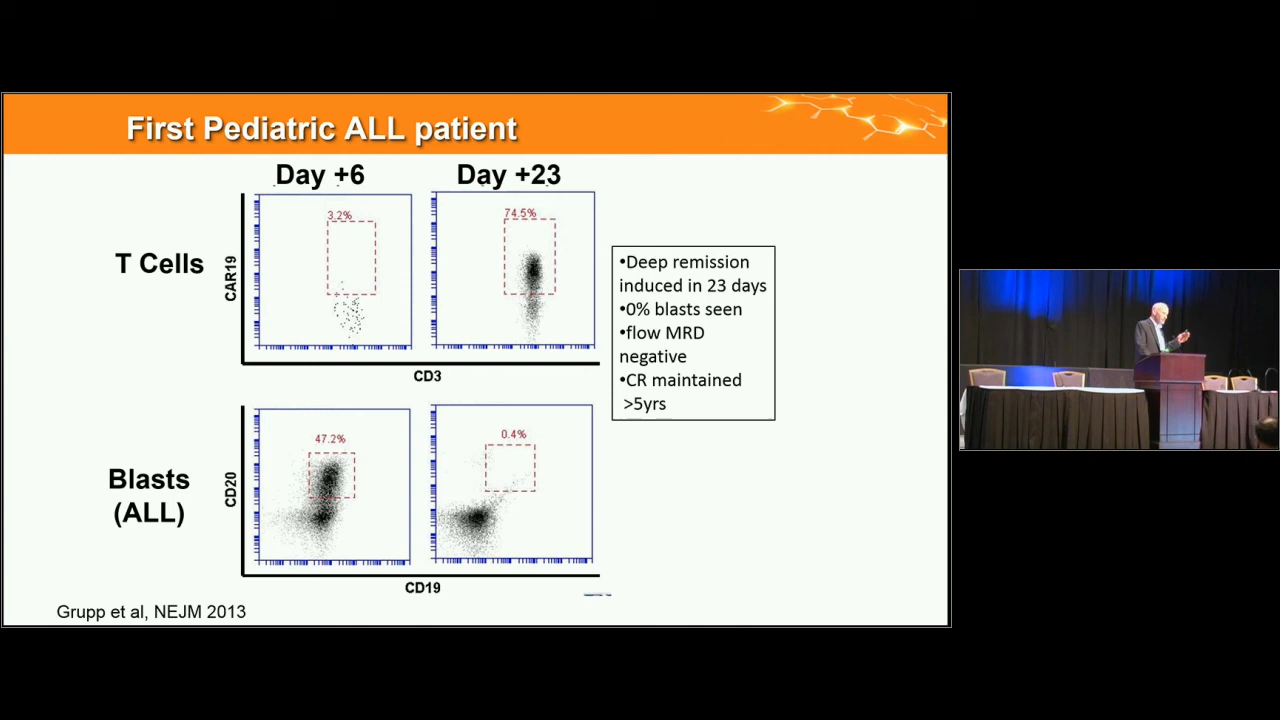 First Pediatric ALL patient
Day +6
Day +23
T Cells
CAR19
3.2%
74.5%
CD3
•Deep remission
induced in 23 days
•0% blasts seen
•flow MRD
negative
•CR maintained
>5yrs
Blasts
(ALL)
CD20
47.2%
0.4%
CD19
Grupp et al, NEJM 2013